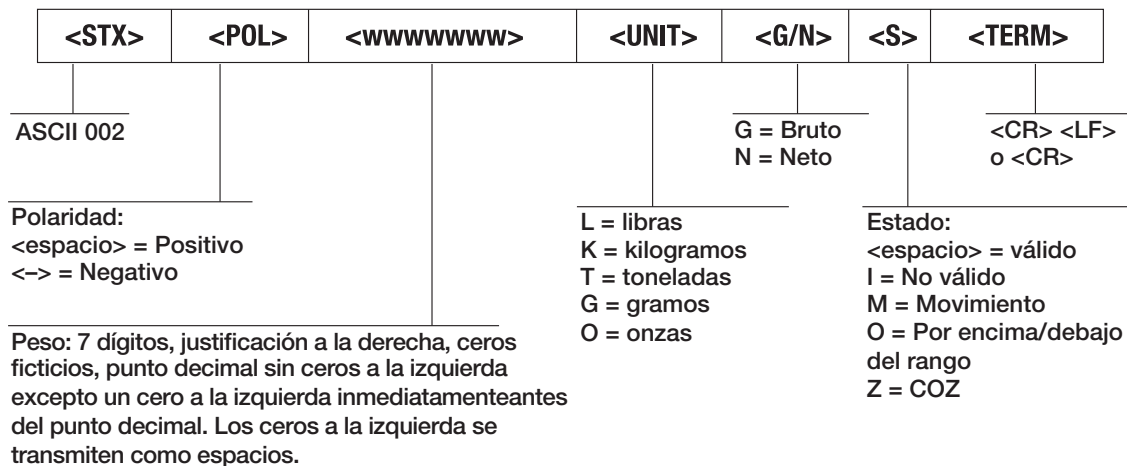 <STX> <POL> <wwwwwww> <UNIT> <G/N> <S> <TERM>
ASCII 002
G = Bruto
N = Neto
<CR> <LF>
o <CR>
Polaridad:
<espacio> = Positivo
<–> = Negativo
L = libras
K = kilogramos
T = toneladas
G = gramos
O = onzas
Estado:
<espacio> = válido
I = No válido
M = Movimiento
O = Por encima/debajo
del rango
Z = COZ
Peso: 7 dígitos, justificación a la derecha, ceros
ficticios, punto decimal sin ceros a la izquierda
excepto un cero a la izquierda inmediatamenteantes
del punto decimal. Los ceros a la izquierda se
transmiten como espacios.